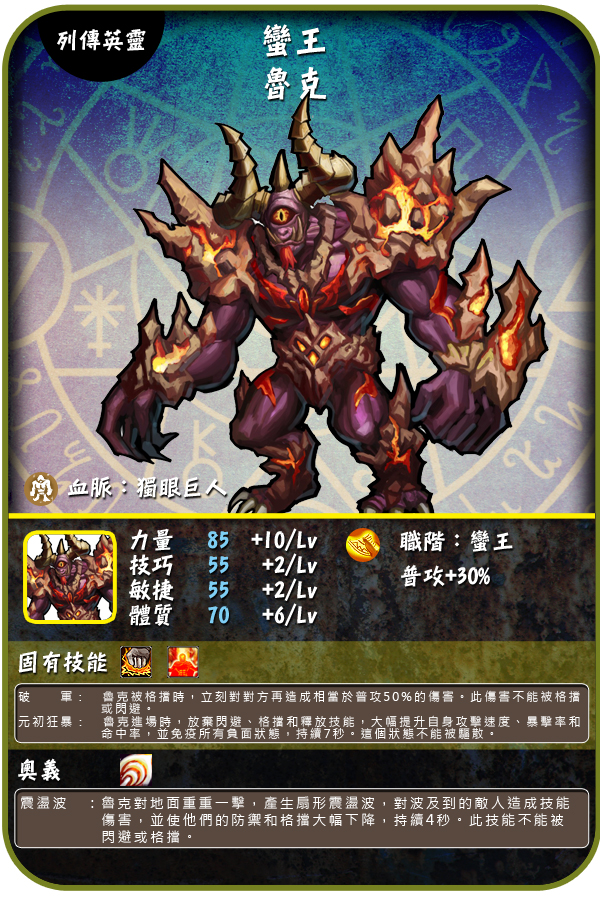 列傳英靈
蠻王
魯克
血脈：獨眼巨人
力量 85 +10/Lv
技巧 55 +2/Lv
敏捷 55 +2/Lv
體質 70 +6/Lv
職階：蠻王
普攻+30%
固有技能
破　　軍： 魯克被格擋時，立刻對對方再造成相當於普攻50%的傷害。此傷害不能被格擋
或閃避。
元初狂暴： 魯克進場時，放棄閃避、格擋和釋放技能，大幅提升自身攻擊速度、暴擊率和
命中率，並免疫所有負面狀態，持續7秒。這個狀態不能被驅散。
奧義
震盪波　：魯克對地面重重一擊，產生扇形震盪波，對波及到的敵人造成技能
傷害，並使他們的防禦和格擋大幅下降，持續4秒。此技能不能被
閃避或格擋。